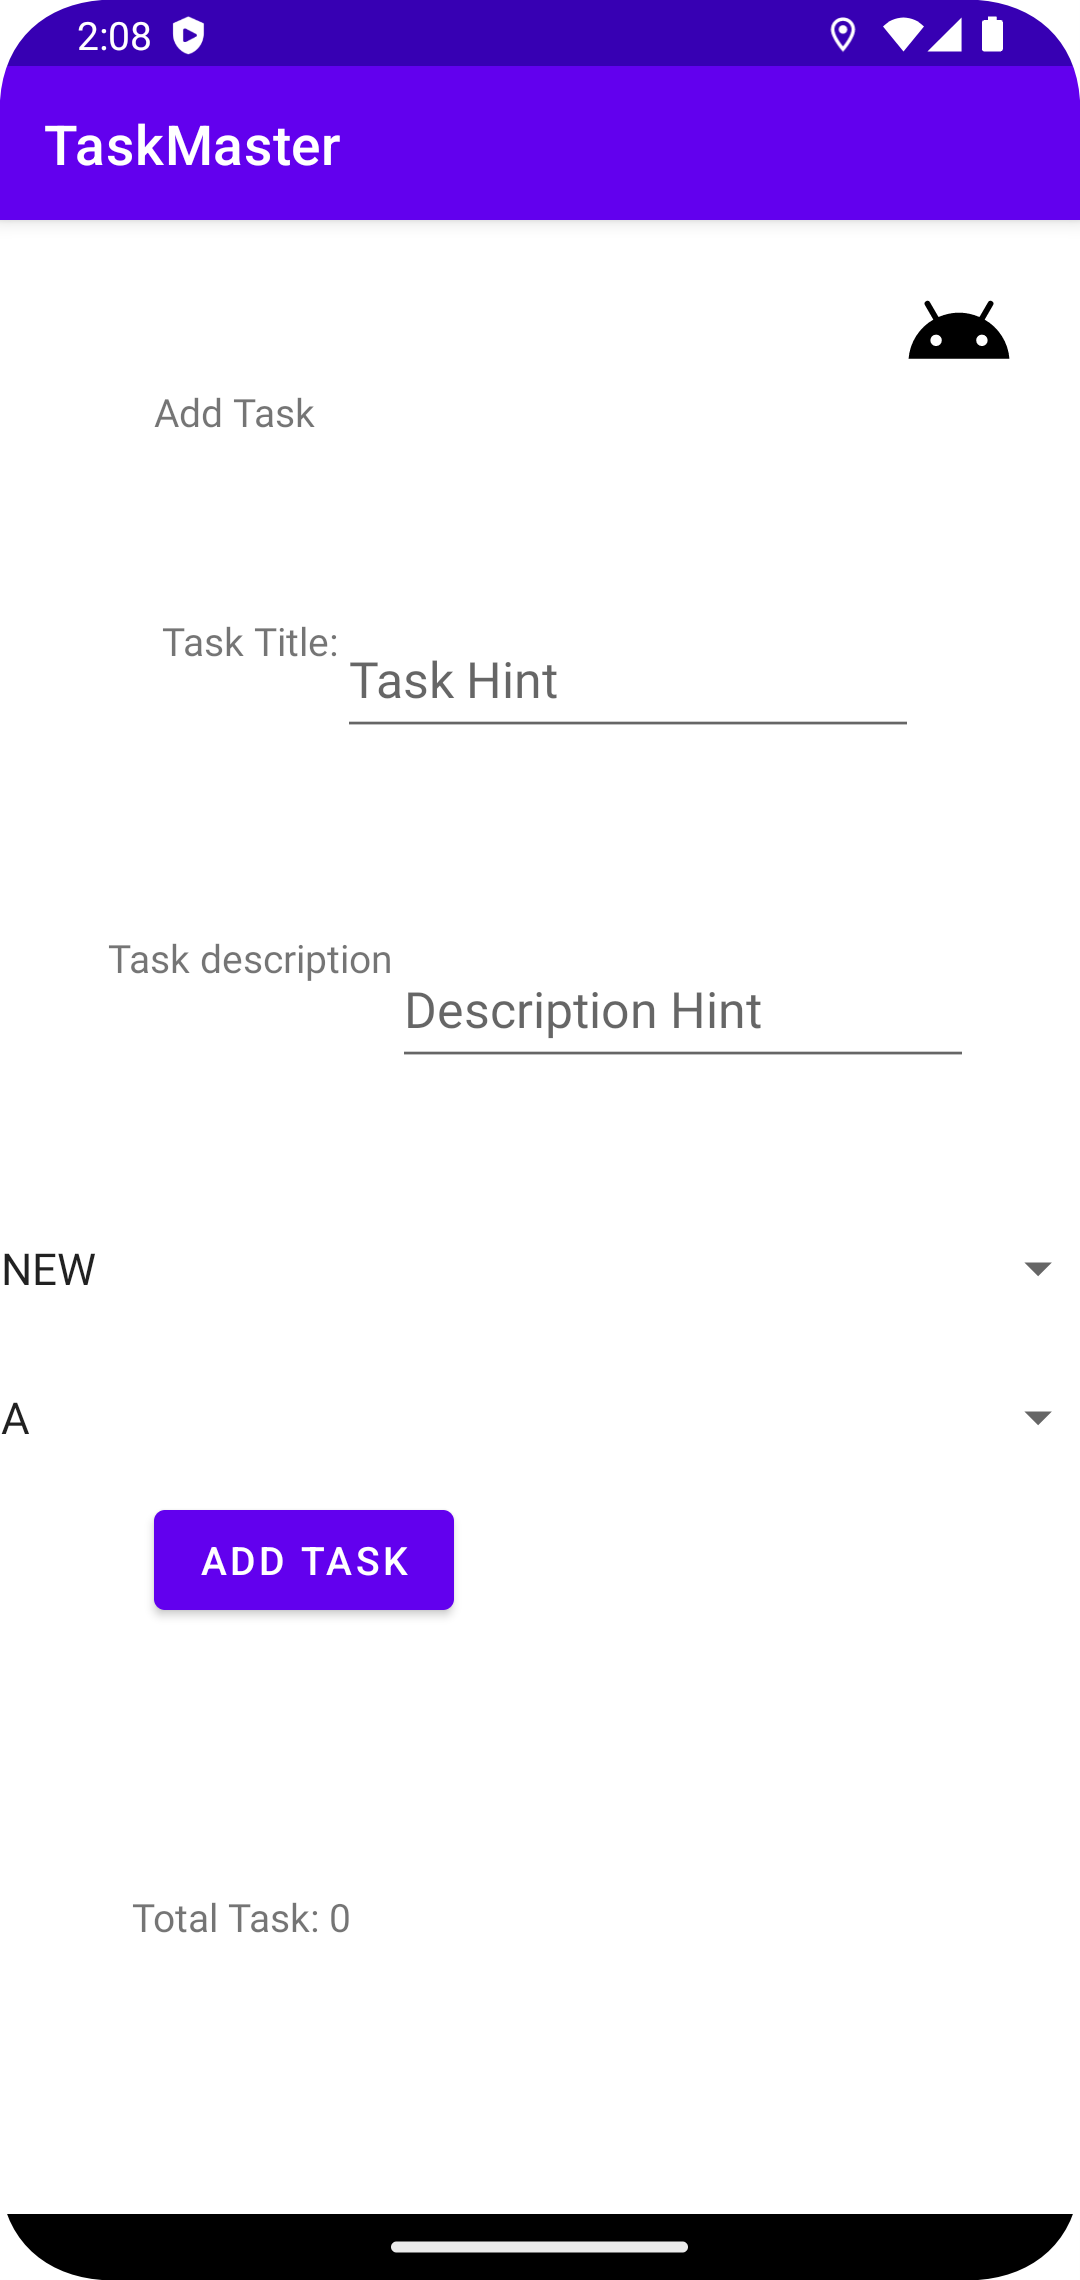 2:08
TaskMaster
Add Task
Task Title:
Task Hint
Task description
Description Hint
NEW
A
ADD TASK
Total Task: 0